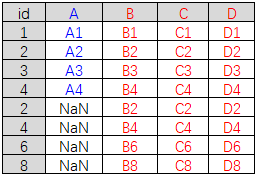 id A B C D
1 A1 B1 C1 D1
2 A2 B2 C2 D2
3 A3 B3 C3 D3
4 A4 B4 C4 D4
2 NaN B2 C2 D2
4 NaN B4 C4 D4
6 NaN B6 C6 D6
8 NaN B8 C8 D8